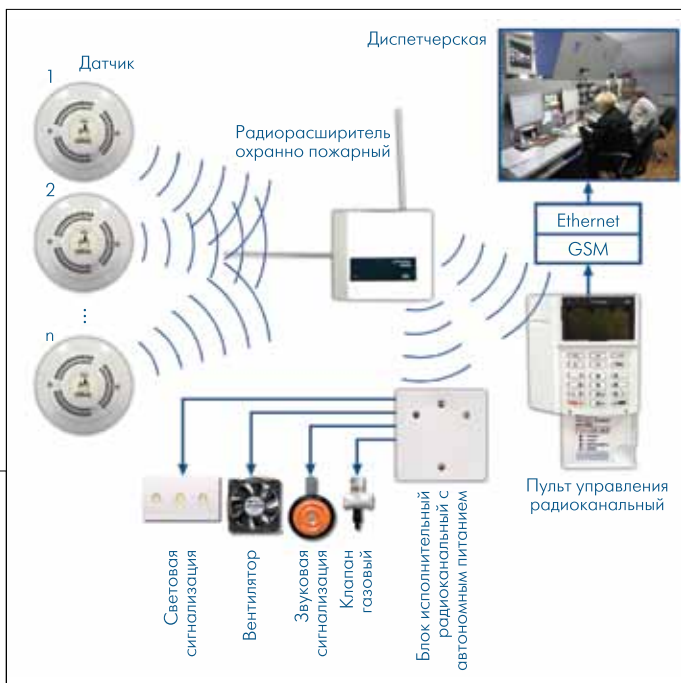 Диспетчерская
Датчик
1
Радиорасширитель
охранно пожарный
2
Ethernet
GSM
n
Пульт управления
радиоканальный
Световая
сигнализация
Вентилятор
Звуковая
сигнализация
Клапан
газовый
Блок исполнительный
радиоканальный с
автономным питанием